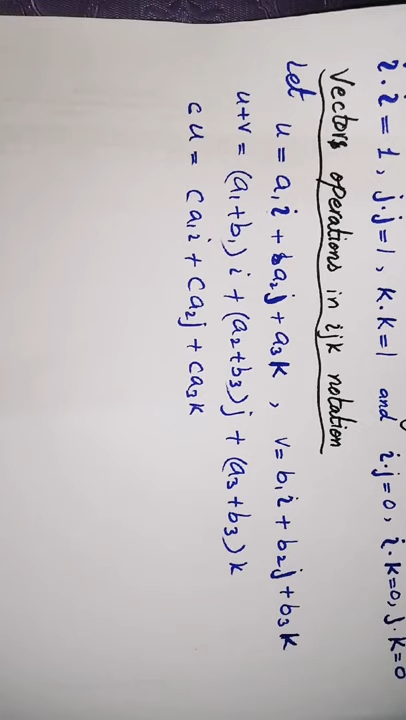 i.i=1, j.j=1, k.k=1 and i.j=0, i.k=0, j.k=0
Vectors operations in ijk notation
Let u = a₁i + a₂j + a₃k , v= b₁i + b₂j + b₃k
u+v = (a₁+b₁) i + (a₂+b₃) j + (a₃+b₃) k
cu = ca₁i + ca₂j + ca₃k